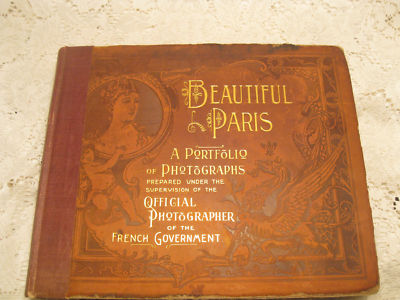 BEAUTIFUL
PARIS
A PORTFOLIO
OF PHOTOGRAPHS
PREPARED UNDER THE
SUPERVISION OF THE
OFFICIAL
PHOTOGRAPHER
OF THE
FRENCH GOVERNMENT.